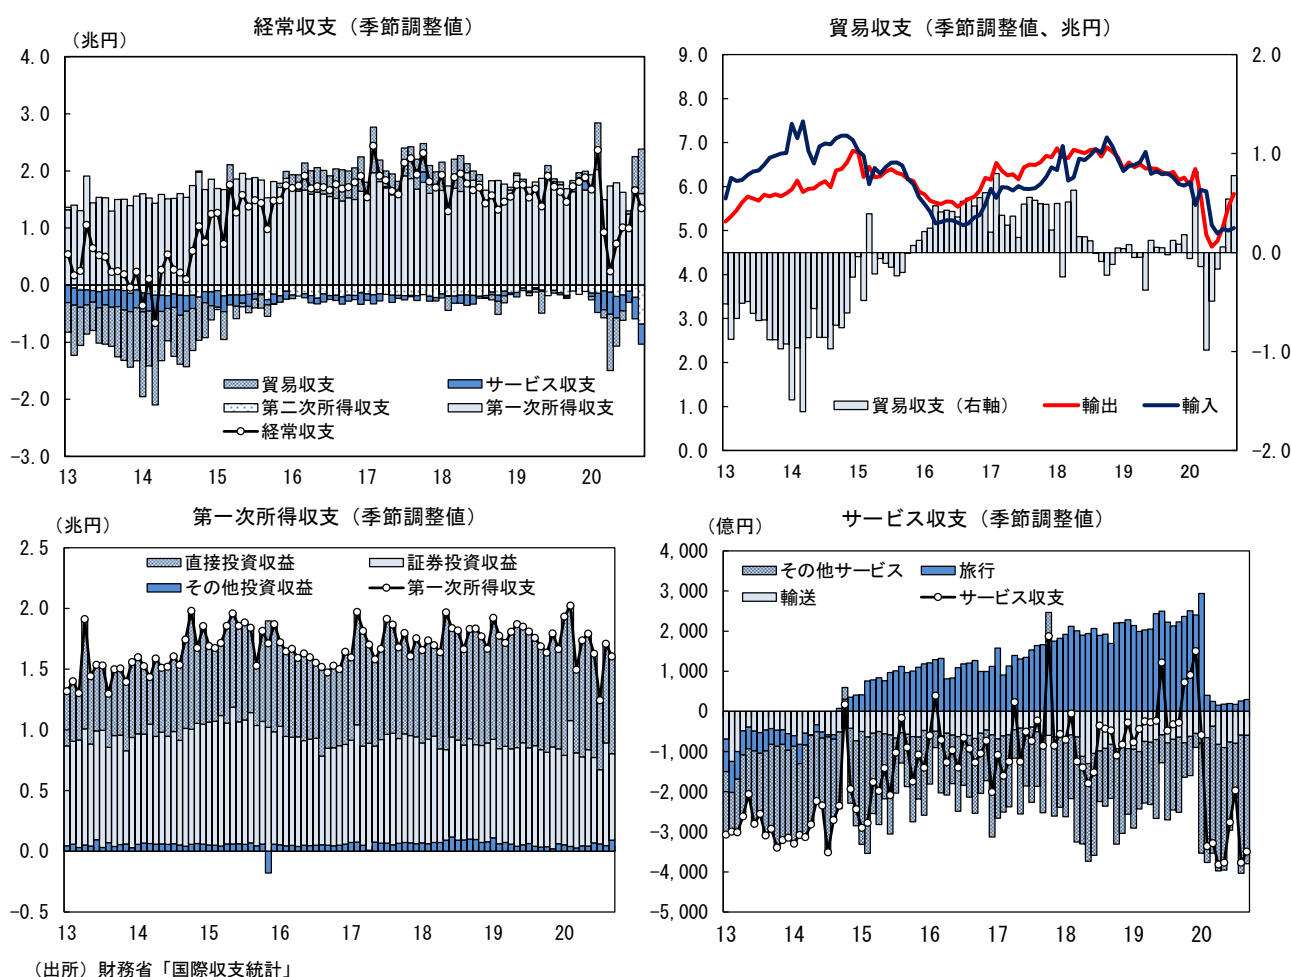 経常収支（季節調整値）
（兆円）
4.0
3.0
2.0
1.0
0.0
-1.0
-2.0
-3.0
貿易収支
サービス収支
第二次所得収支
第一次所得収支
経常収支
13 14 15 16 17 18 19 20
貿易収支（季節調整値、兆円）
9.0
8.0
7.0
6.0
5.0
4.0
3.0
2.0
1.0
0.0
2.0
1.0
0.0
-1.0
-2.0
貿易収支（右軸） 輸出 輸入
13 14 15 16 17 18 19 20
第一次所得収支（季節調整値）
（兆円）
2.5
2.0
1.5
1.0
0.5
0.0
-0.5
直接投資収益
証券投資収益
その他投資収益
第一次所得収支
13 14 15 16 17 18 19 20
サービス収支（季節調整値）
（億円）
4,000
3,000
2,000
1,000
0
-1,000
-2,000
-3,000
-4,000
-5,000
その他サービス
旅行
輸送
サービス収支
13 14 15 16 17 18 19 20
（出所）財務省「国際収支統計」